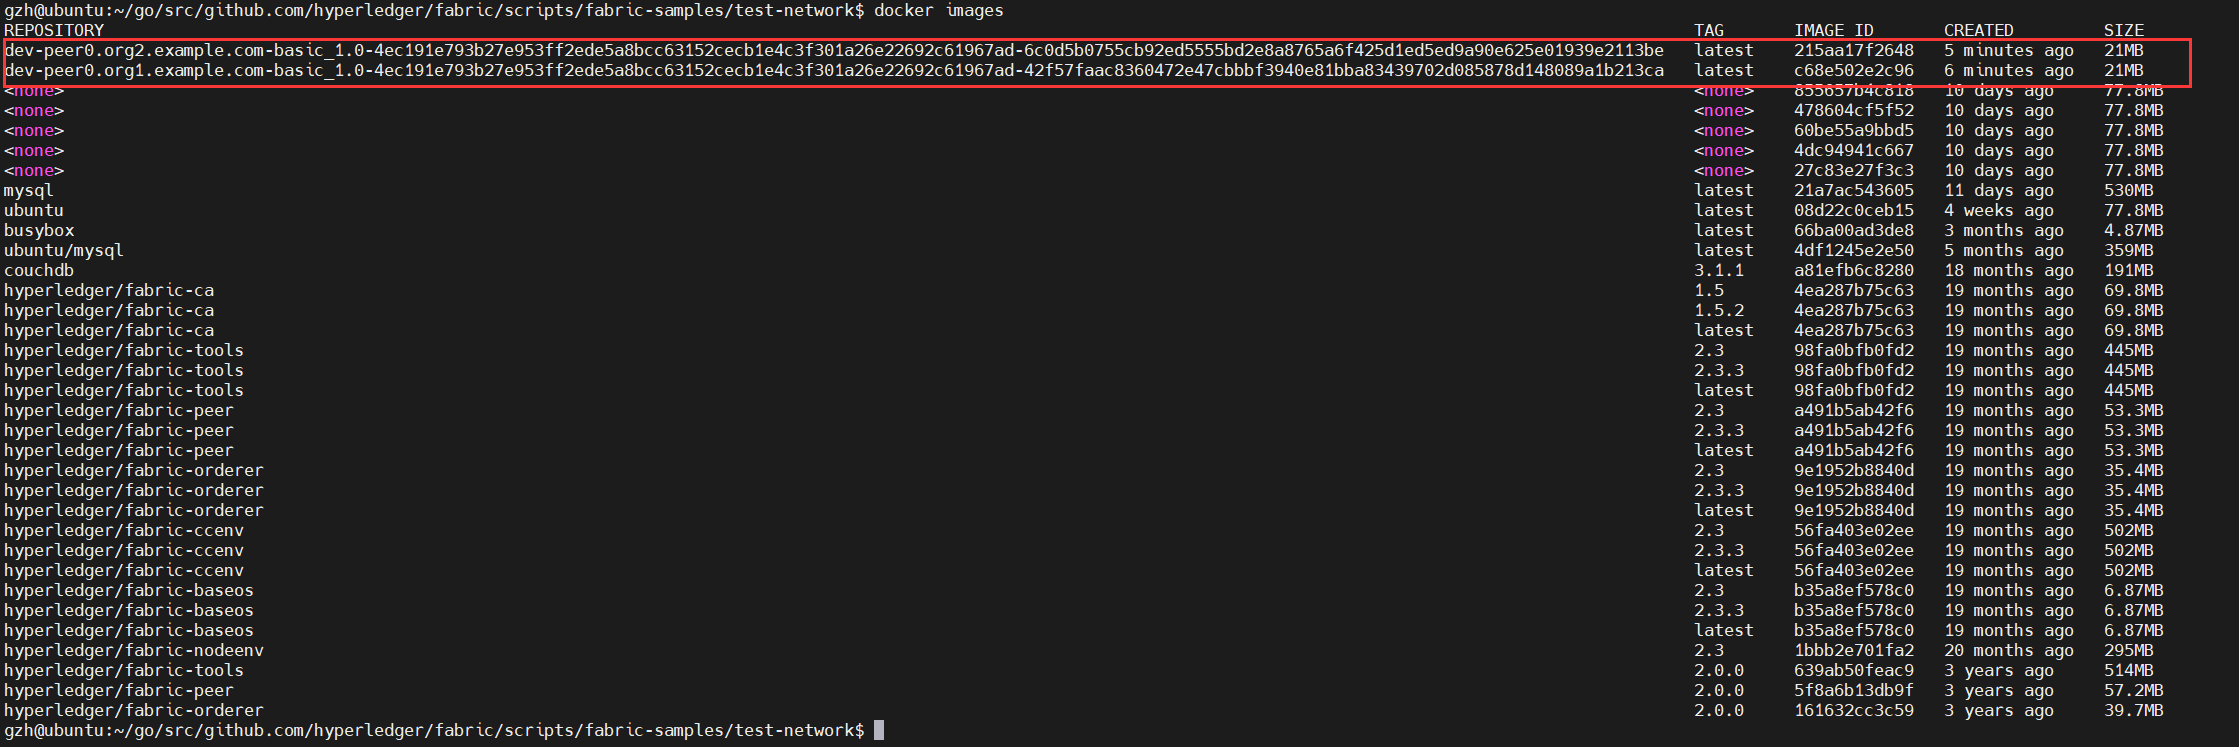 gzh@ubuntu:~/go/src/github.com/hyperledger/fabric/scripts/fabric-samples/test-network$ docker images
REPOSITORY TAG IMAGE ID CREATED SIZE
dev-peer0.org2.example.com-basic_1.0-4ec191e793b27e953ff2ede5a8bcc63152cecb1e4c3f301a26e22692c61967ad-6c0d5b0755cb92ed5555bd2e8a8765a6f425d1ed5ed9a90e625e01939e2113be latest 215aa17f2648 5 minutes ago 21MB
dev-peer0.org1.example.com-basic_1.0-4ec191e793b27e953ff2ede5a8bcc63152cecb1e4c3f301a26e22692c61967ad-42f57faac8360472e47cbbbf3940e81bba83439702d085878d148089a1b213ca latest c68e502e2c96 6 minutes ago 21MB
<none> <none> 855657b4c818 10 days ago 77.8MB
<none> <none> 478604cf5f52 10 days ago 77.8MB
<none> <none> 60be55a9bbd5 10 days ago 77.8MB
<none> <none> 4dc94941c667 10 days ago 77.8MB
<none> <none> 27c83e27f3c3 10 days ago 77.8MB
mysql latest 21a7ac543605 11 days ago 530MB
ubuntu latest 08d22c0ceb15 4 weeks ago 77.8MB
busybox latest 66ba00ad3de8 3 months ago 4.87MB
ubuntu/mysql latest 4df1245e2e50 5 months ago 359MB
couchdb 3.1.1 a81efb6c8280 18 months ago 191MB
hyperledger/fabric-ca 1.5 4ea287b75c63 19 months ago 69.8MB
hyperledger/fabric-ca 1.5.2 4ea287b75c63 19 months ago 69.8MB
hyperledger/fabric-ca latest 4ea287b75c63 19 months ago 69.8MB
hyperledger/fabric-tools 2.3 98fa0bfb0fd2 19 months ago 445MB
hyperledger/fabric-tools 2.3.3 98fa0bfb0fd2 19 months ago 445MB
hyperledger/fabric-tools latest 98fa0bfb0fd2 19 months ago 445MB
hyperledger/fabric-peer 2.3 a491b5ab42f6 19 months ago 53.3MB
hyperledger/fabric-peer 2.3.3 a491b5ab42f6 19 months ago 53.3MB
hyperledger/fabric-peer latest a491b5ab42f6 19 months ago 53.3MB
hyperledger/fabric-orderer 2.3 9e1952b8840d 19 months ago 35.4MB
hyperledger/fabric-orderer 2.3.3 9e1952b8840d 19 months ago 35.4MB
hyperledger/fabric-orderer latest 9e1952b8840d 19 months ago 35.4MB
hyperledger/fabric-ccenv 2.3 56fa403e02ee 19 months ago 502MB
hyperledger/fabric-ccenv 2.3.3 56fa403e02ee 19 months ago 502MB
hyperledger/fabric-ccenv latest 56fa403e02ee 19 months ago 502MB
hyperledger/fabric-baseos 2.3 b35a8ef578c0 19 months ago 6.87MB
hyperledger/fabric-baseos 2.3.3 b35a8ef578c0 19 months ago 6.87MB
hyperledger/fabric-baseos latest b35a8ef578c0 19 months ago 6.87MB
hyperledger/fabric-nodeenv 2.3 1bbb2e701fa2 20 months ago 295MB
hyperledger/fabric-tools 2.0.0 639ab50feac9 3 years ago 514MB
hyperledger/fabric-peer 2.0.0 5f8a6b13db9f 3 years ago 57.2MB
hyperledger/fabric-orderer 2.0.0 161632cc3c59 3 years ago 39.7MB
gzh@ubuntu:~/go/src/github.com/hyperledger/fabric/scripts/fabric-samples/test-network$